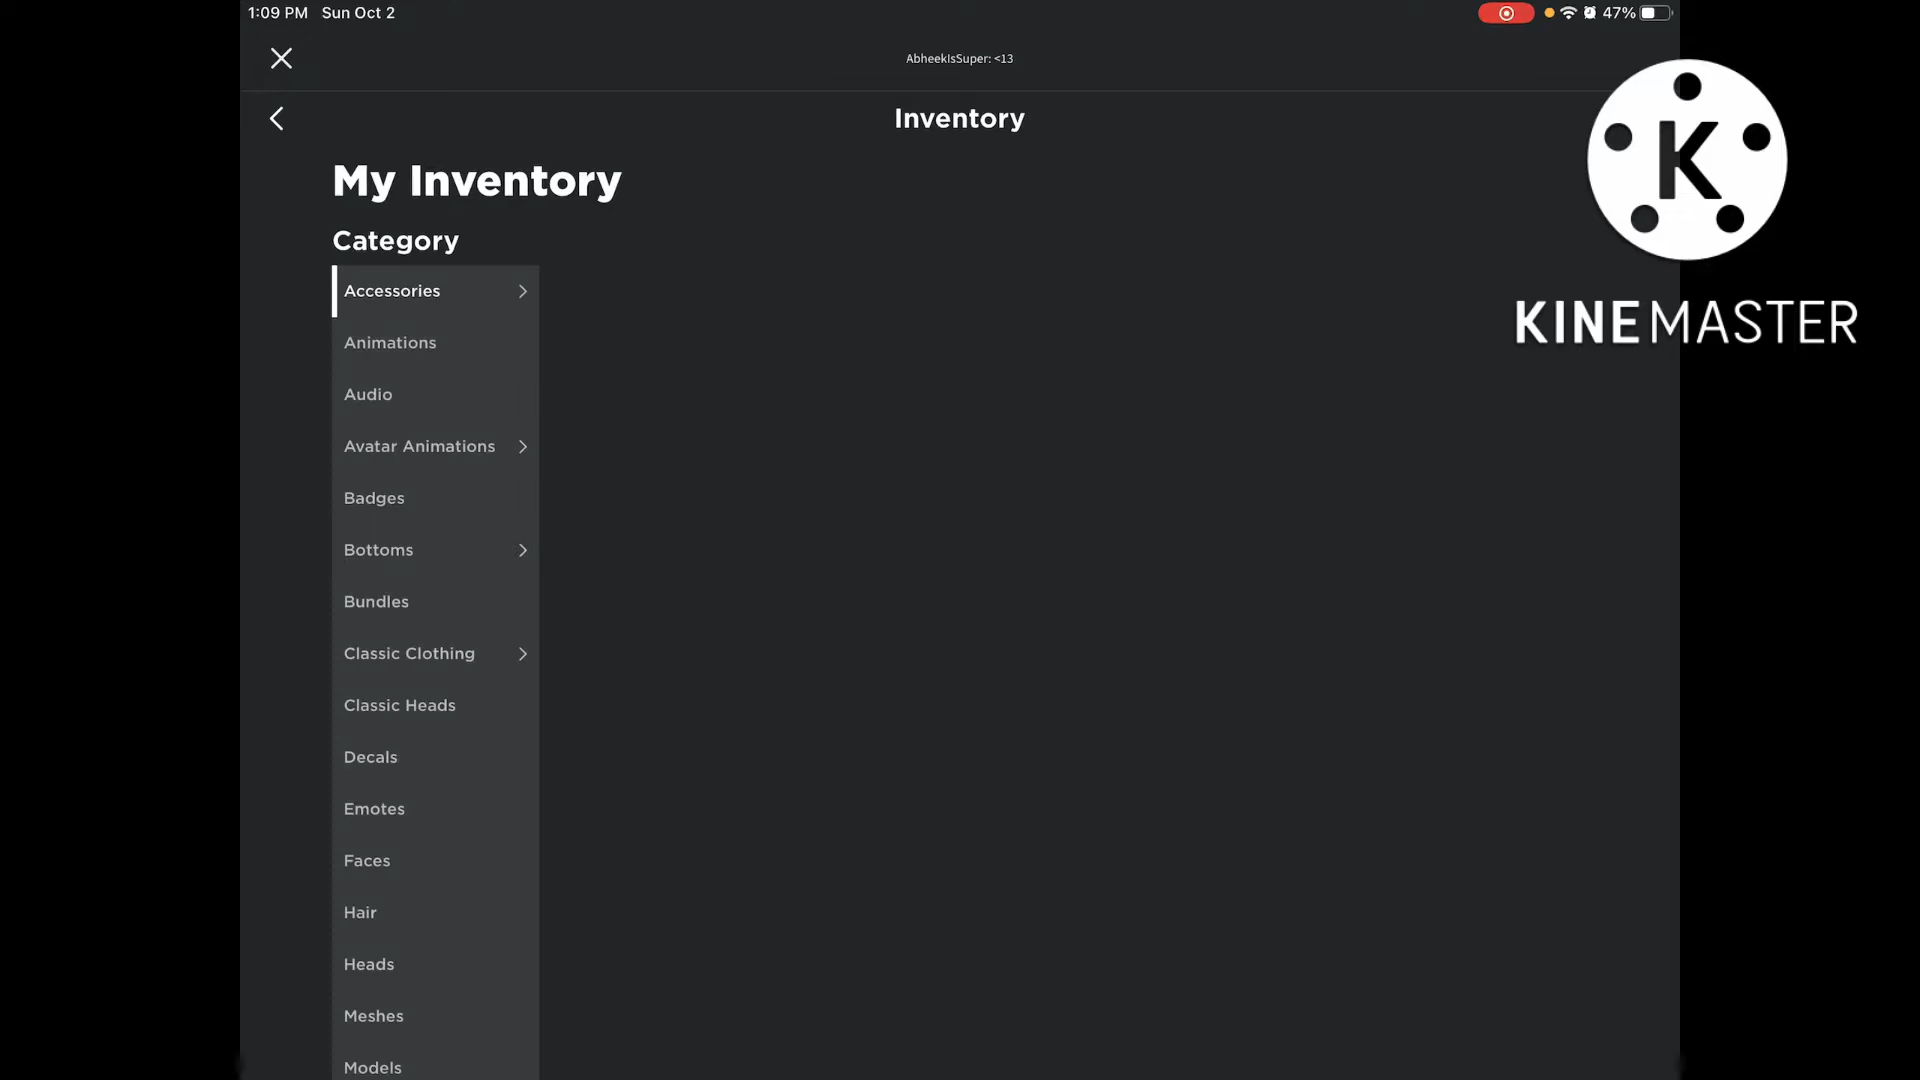 1:09 PM Sun Oct 2
47%
AbheekIsSuper: <13
Inventory
My Inventory
Category
Accessories
Animations
Audio
Avatar Animations
Badges
Bottoms
Bundles
Classic Clothing
Classic Heads
Decals
Emotes
Faces
Hair
Heads
Meshes
Models
K
KINEMASTER